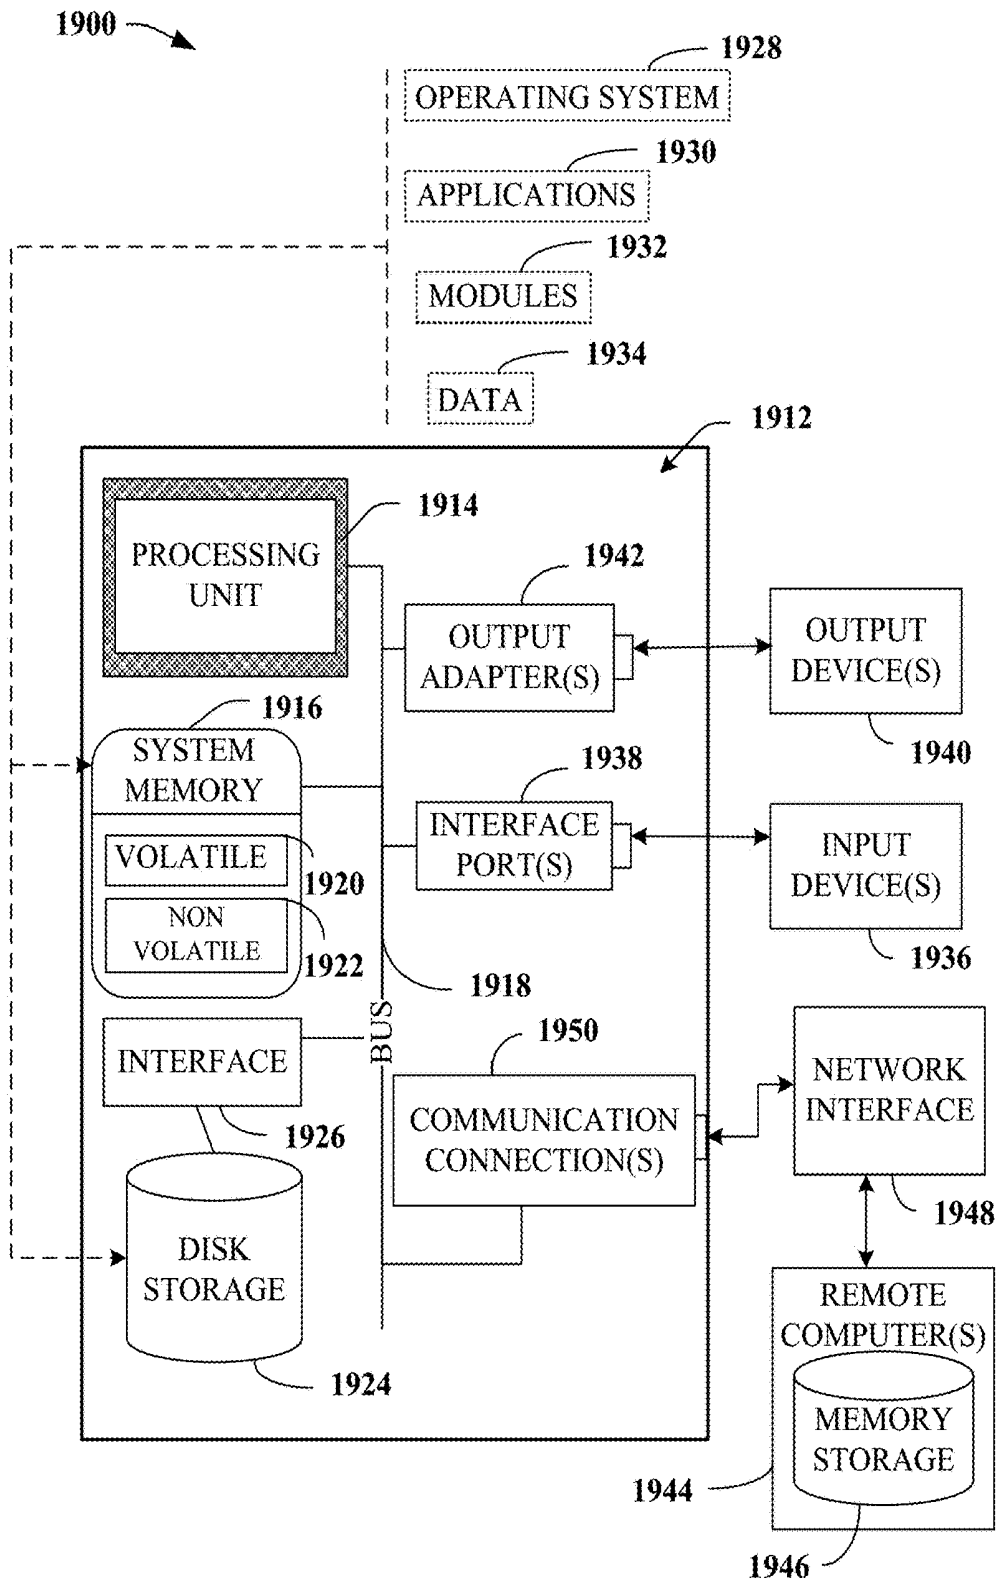 1900
1928
OPERATING SYSTEM
1930
APPLICATIONS
1932
MODULES
1934
DATA
1912
1914
PROCESSING
UNIT
1942
OUTPUT
ADAPTER(S)
OUTPUT
DEVICE(S)
1940
1916
SYSTEM
MEMORY
VOLATILE
1920
NON
VOLATILE
1922
1938
INTERFACE
PORT(S)
INPUT
DEVICE(S)
1936
1918
BUS
INTERFACE
1926
1950
COMMUNICATION
CONNECTION(S)
NETWORK
INTERFACE
1948
DISK
STORAGE
1924
REMOTE
COMPUTER(S)
MEMORY
STORAGE
1944
1946